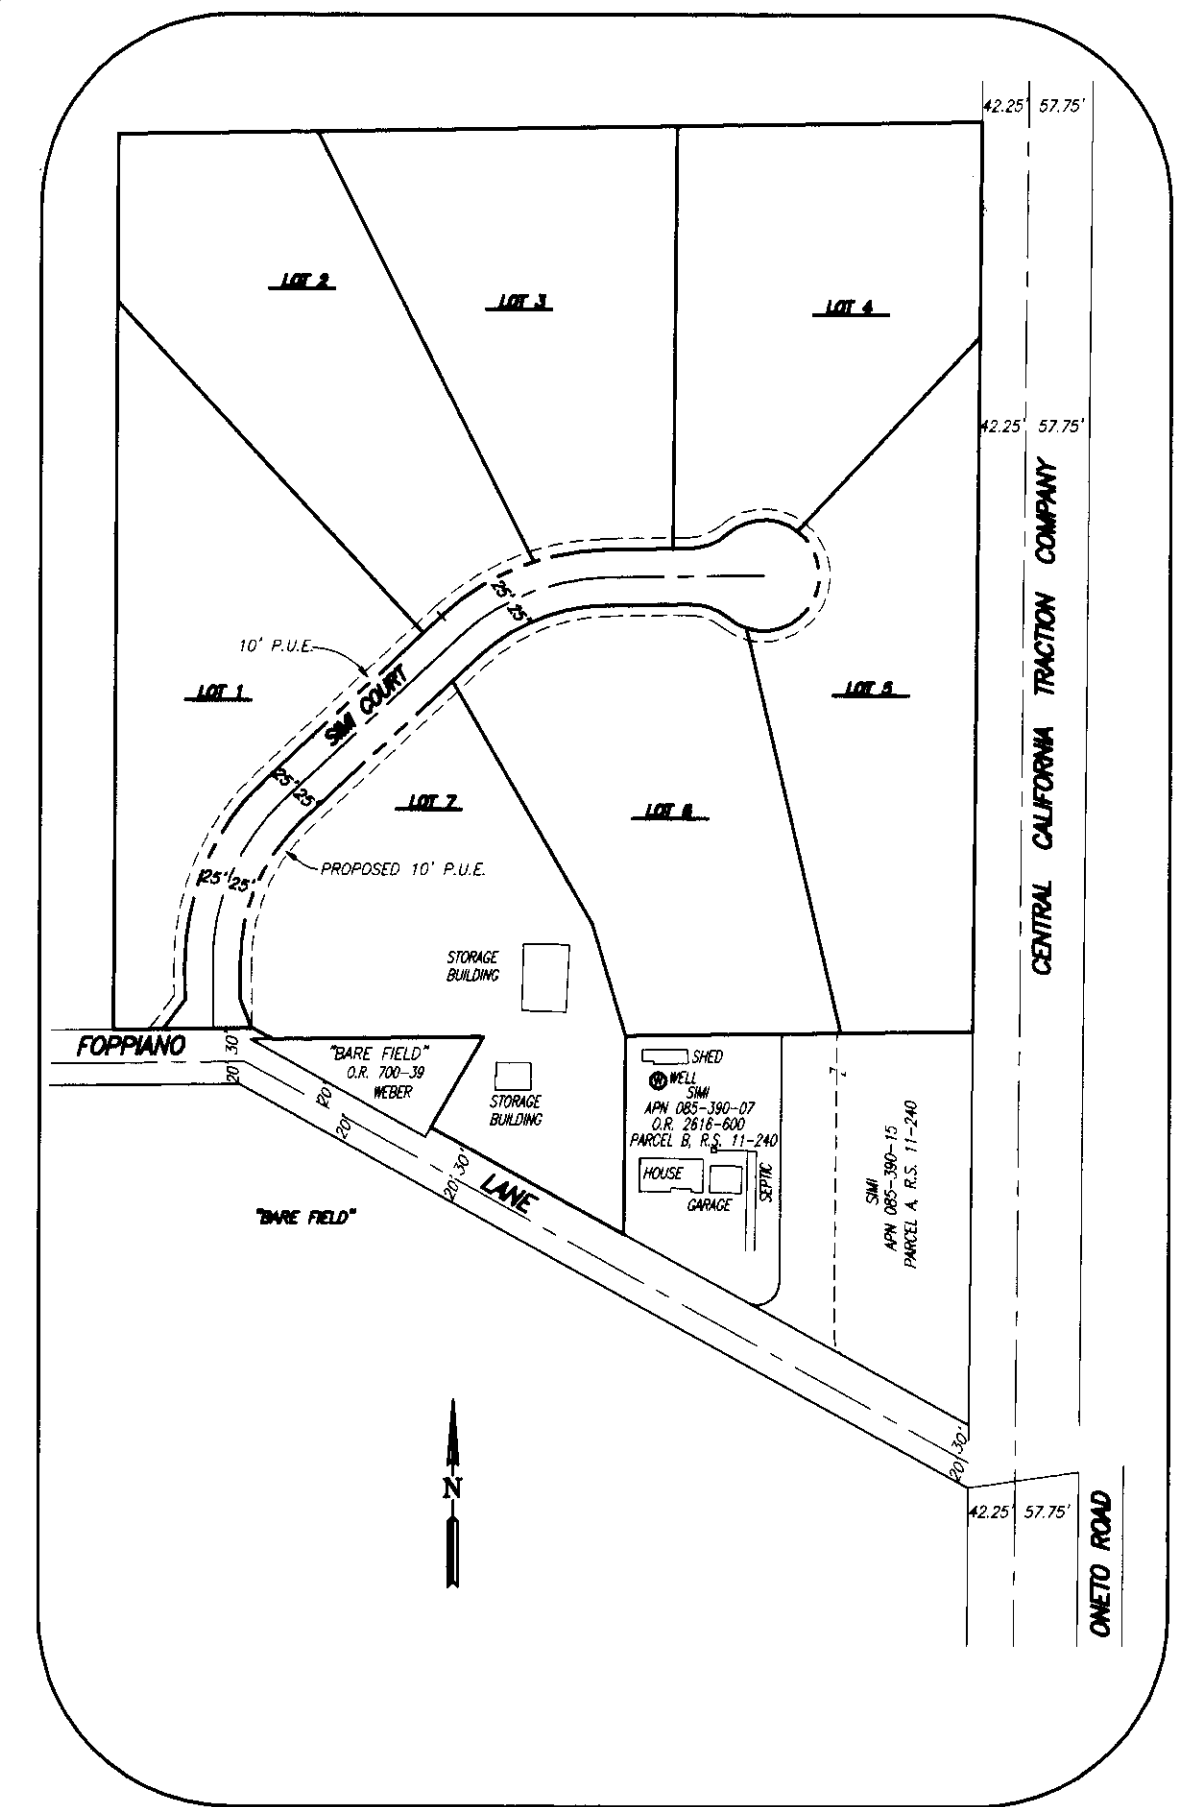 42.25' 57.75'
LOT 2
LOT 3
LOT 4
42.25' 57.75'
CENTRAL CALIFORNIA TRACTION COMPANY
25' 25'
10' P.U.E.
LOT 1
SIMI COURT
LOT 5
25' 25'
LOT 7
LOT 6
PROPOSED 10' P.U.E.
25' 25'
STORAGE
BUILDING
FOPPIANO
30'
20'
"BARE FIELD"
O.R. 700-39
WEBER
20'
20'
STORAGE
BUILDING
SHED
W WELL
SIMI
APN 085-390-07
O.R. 2616-600
PARCEL B, R.S. 11-240
HOUSE
GARAGE
SEPTIC
SIMI
APN 085-390-15
PARCEL A, R.S. 11-240
20' 30'
LANE
"BARE FIELD"
N
20' 30'
42.25' 57.75'
ONETO ROAD